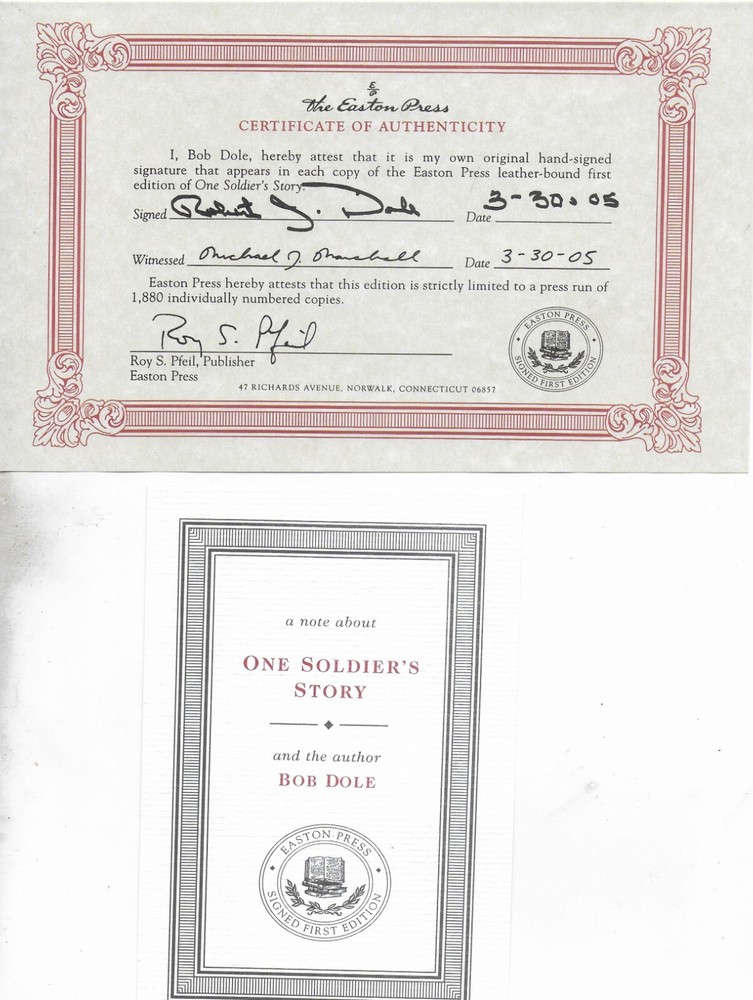 E
P
the Easton Press
CERTIFICATE OF AUTHENTICITY
I, Bob Dole, hereby attest that it is my own original hand-signed
signature that appears in each copy of the Easton Press leather-bound first
edition of One Soldier's Story.
Signed Robert J. Dole Date 3-30-05
Witnessed Michael J. Marshall Date 3-30-05
Easton Press hereby attests that this edition is strictly limited to a press run of
1,880 individually numbered copies.
Roy S. Pfeil
Roy S. Pfeil, Publisher
Easton Press
EASTON PRESS
SIGNED FIRST EDITION
47 RICHARDS AVENUE, NORWALK, CONNECTICUT 06857
a note about
ONE SOLDIER'S
STORY
and the author
BOB DOLE
EASTON PRESS
SIGNED FIRST EDITION